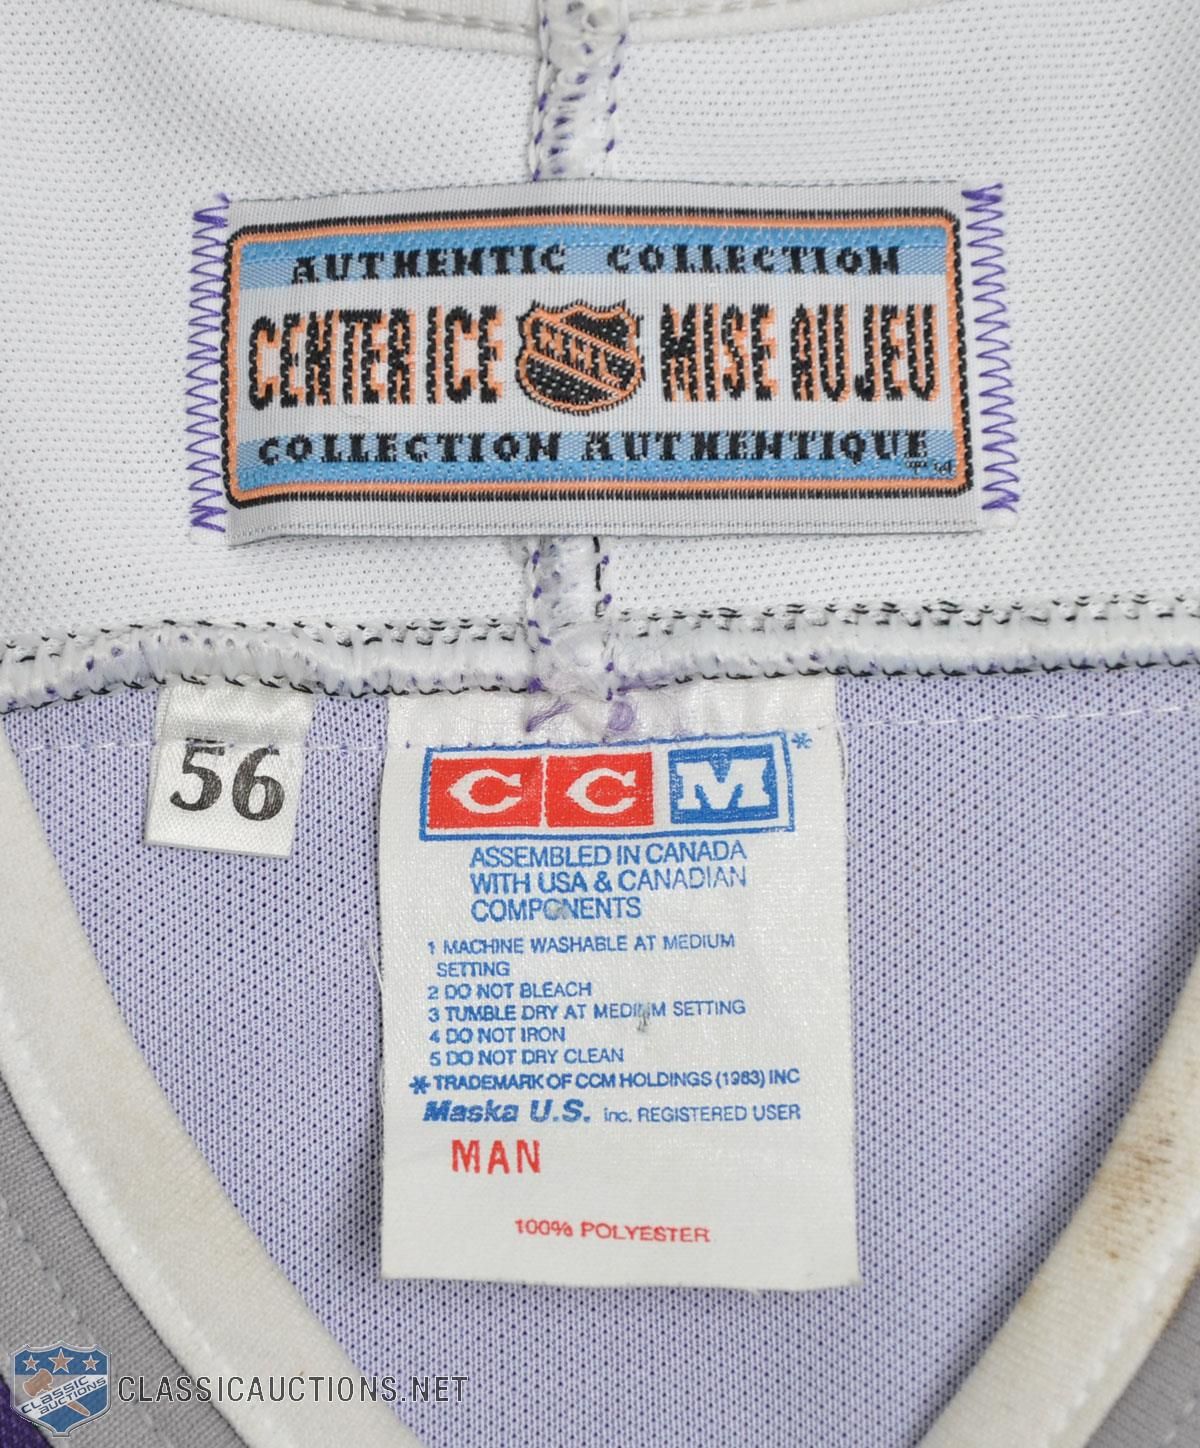 AUTHENTIC COLLECTION
CENTER ICE NHL MISE AU JEU
COLLECTION AUTHENTIQUE
TM
56
CCM*
ASSEMBLED IN CANADA
WITH USA & CANADIAN
COMPONENTS
1 MACHINE WASHABLE AT MEDIUM
SETTING
2 DO NOT BLEACH
3 TUMBLE DRY AT MEDIUM SETTING
4 DO NOT IRON
5 DO NOT DRY CLEAN
* TRADEMARK OF CCM HOLDINGS (1983) INC
Maska U.S. inc. REGISTERED USER
MAN
100% POLYESTER
CLASSIC AUCTIONS
CLASSICAUCTIONS.NET